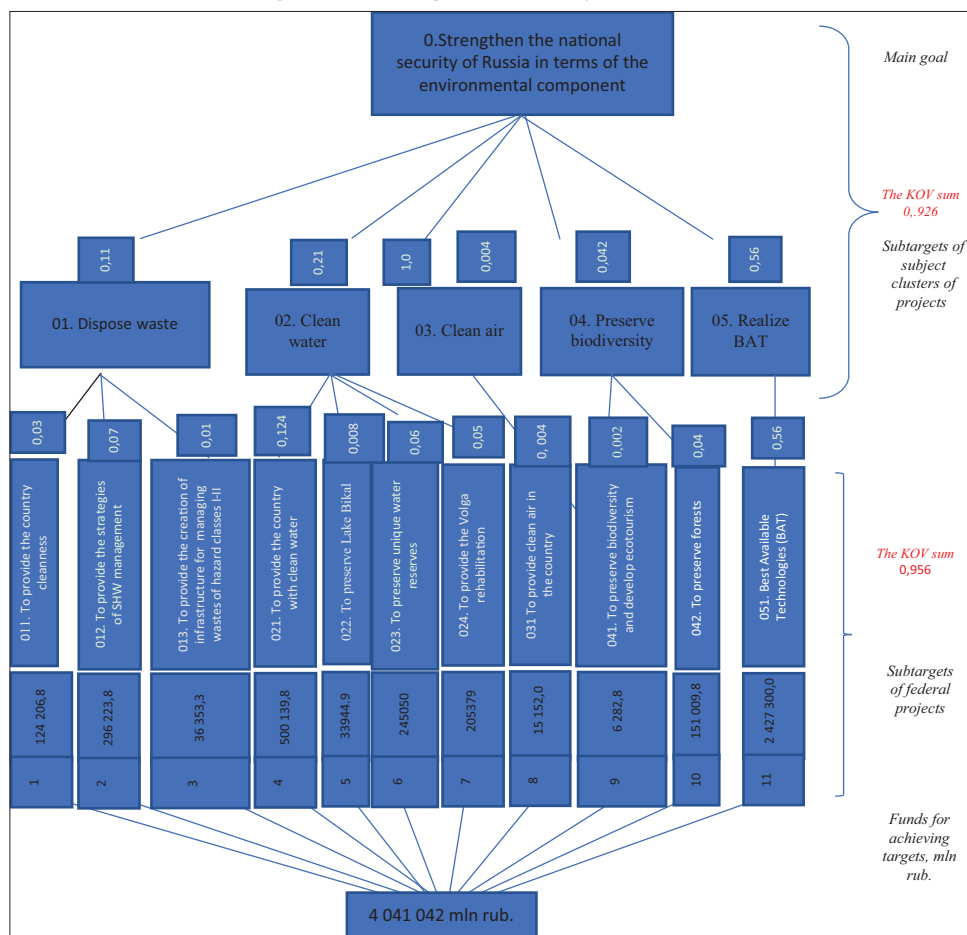 0.Strengthen the national
security of Russia in terms of the
environmental component
Main goal
The KOV sum
0,.926
Subtargets of
subject
clusters of
projects
0,11
0,21
1,0
0,004
0,042
0,56
01. Dispose waste
02. Clean
water
03. Clean air
04. Preserve
biodiversity
05. Realize
BAT
0,03
0,07
0,01
0,124
0,008
0,06
0,05
0,004
0,002
0,04
0,56
011. To provide the country
cleanness
012. To provide the strategies
of SHW management
013. To provide the creation of
infrastructure for managing
wastes of hazard classes I-II
021. To provide the country
with clean water
022. To preserve Lake Bikal
023. To preserve unique water
reserves
024. To provide the Volga
rehabilitation
031 To provide clean air in
the country
041. To preserve biodiversity
and develop ecotourism
042. To preserve forests
051. Best Available
Technologies (BAT)
The KOV sum
0,956
Subtargets
of federal
projects
124 206,8
296 223,8
36 353,3
500 139,8
33944.9
245050
205379
15 152,0
6 282,8
151 009,8
2 427 300,0
1
2
3
4
5
6
7
8
9
10
11
Funds for
achieving
targets, mln
rub.
4 041 042 mln rub.